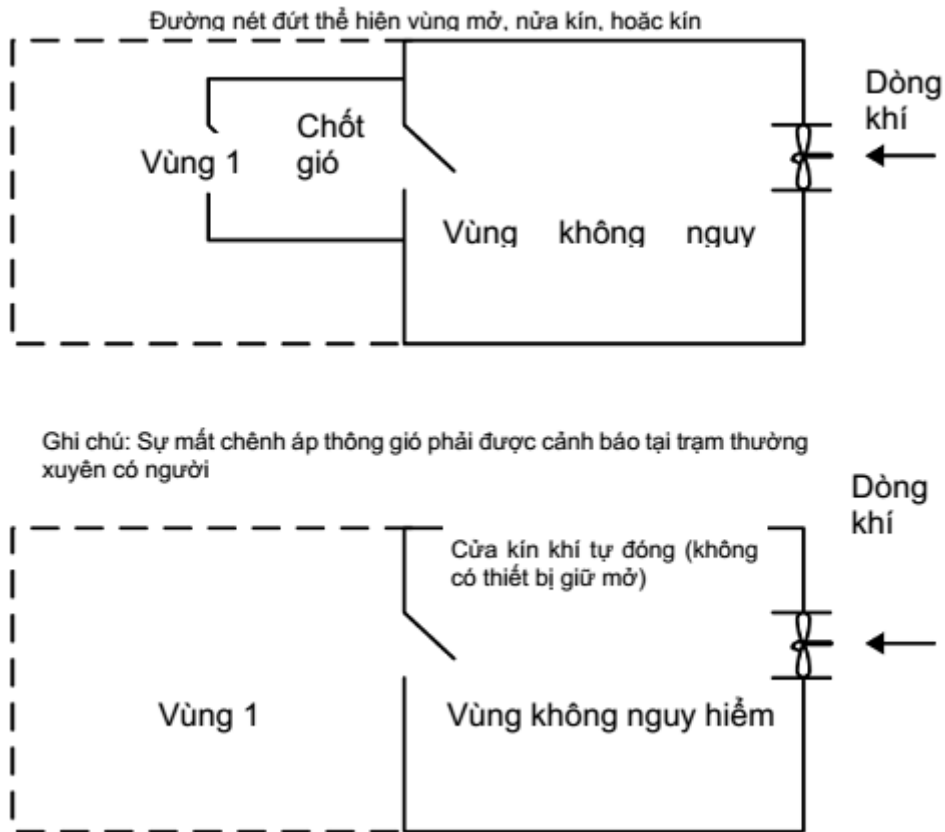 Đường nét đứt thể hiện vùng mở, nửa kín, hoặc kín
Dòng
khí
Chốt
gió
Vùng 1
Vùng không nguy
Ghi chú: Sự mất chênh áp thông gió phải được cảnh báo tại trạm thường
xuyên có người
Dòng
khí
Cửa kín khí tự đóng (không
có thiết bị giữ mở)
Vùng 1
Vùng không nguy hiểm